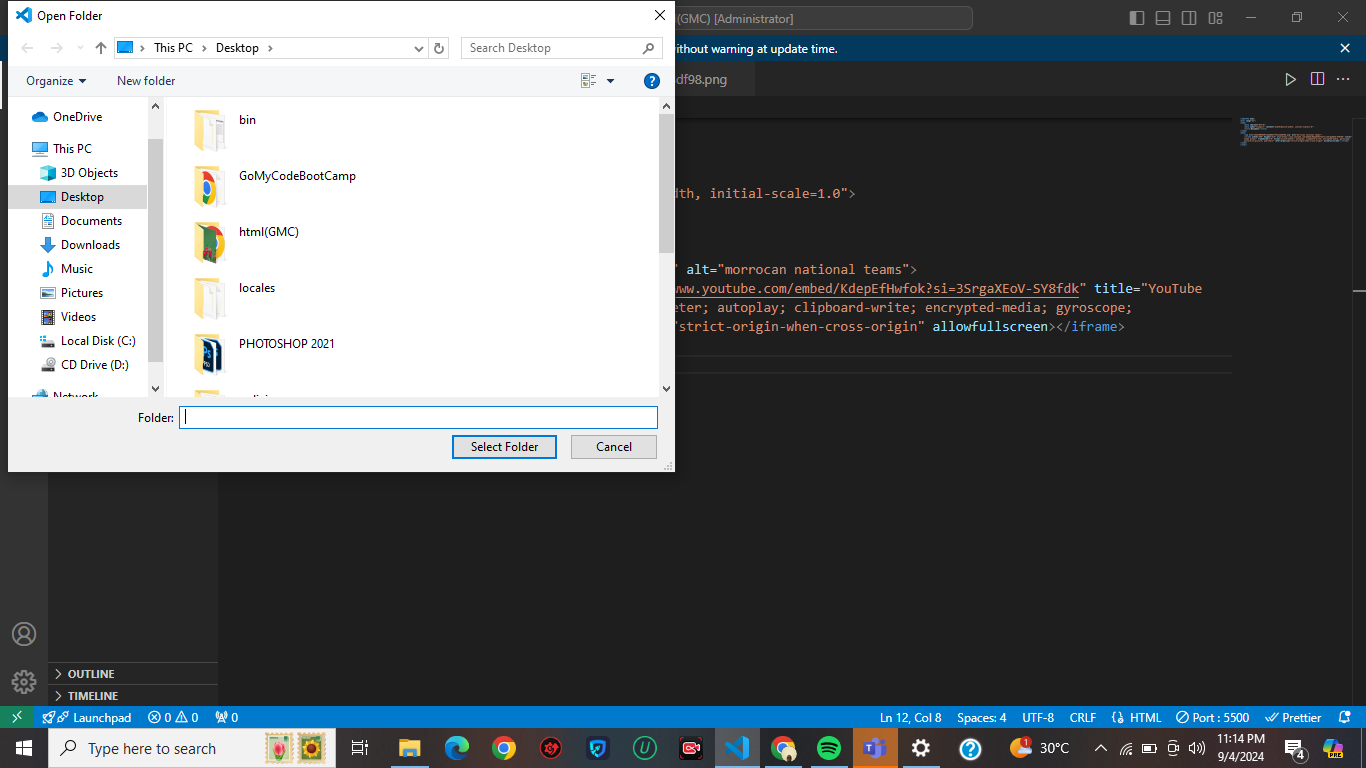 Open Folder
(GMC) [Administrator]
This PC
Desktop
Search Desktop
without warning at update time.
Organize
New folder
df98.png
OneDrive
This PC
3D Objects
Desktop
Documents
Downloads
Music
Pictures
Videos
Local Disk (C:)
CD Drive (D:)
Network
bin
GoMyCodeBootCamp
html(GMC)
locales
PHOTOSHOP 2021
Folder:
Select Folder
Cancel
dth, initial-scale=1.0">
" alt="morrocan national teams">
www.youtube.com/embed/KdepEfHwfok?si=3SrgaXEoV-SY8fdk" title="YouTube
eter; autoplay; clipboard-write; encrypted-media; gyroscope;
"strict-origin-when-cross-origin" allowfullscreen></iframe>
OUTLINE
TIMELINE
Launchpad
0
0
0
Ln 12, Col 8
Spaces: 4
UTF-8
CRLF
HTML
Port : 5500
Prettier
Type here to search
1
30°C
11:14 PM
9/4/2024
4
PRE